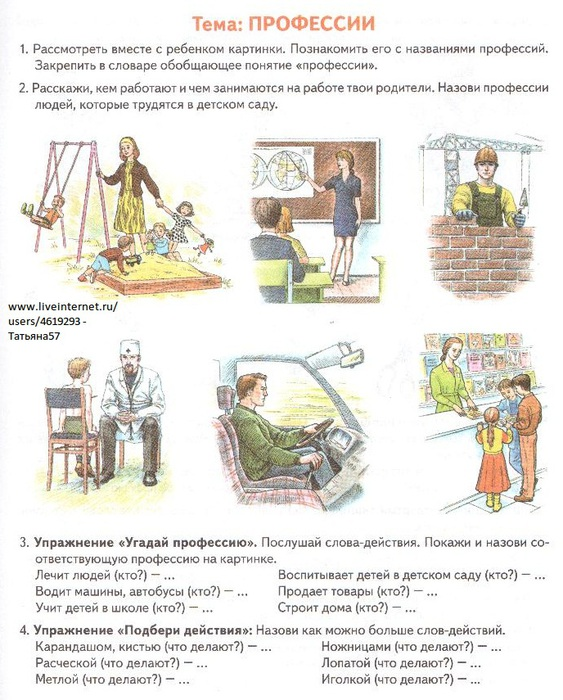 Тема: ПРОФЕССИИ
1. Рассмотреть вместе с ребенком картинки. Познакомить его с названиями профессий.
Закрепить в словаре обобщающее понятие «профессии».
2. Расскажи, кем работают и чем занимаются на работе твои родители. Назови профессии
людей, которые трудятся в детском саду.
www.liveinternet.ru/
users/4619293 -
Татьяна57
3. Упражнение «Угадай профессию». Послушай слова-действия. Покажи и назови со-
ответствующую профессию на картинке.
Лечит людей (кто?) — ...
Воспитывает детей в детском саду (кто?) — ...
Водит машины, автобусы (кто?) — ...
Продает товары (кто?) — ...
Учит детей в школе (кто?) — ...
Строит дома (кто?) — ...
4. Упражнение «Подбери действия»: Назови как можно больше слов-действий.
Карандашом, кистью (что делают?) — ...
Ножницами (что делают?) — ...
Расческой (что делают?) — ...
Лопатой (что делают?) — ...
Метлой (что делают?) — ...
Иголкой (что делают?) — ...